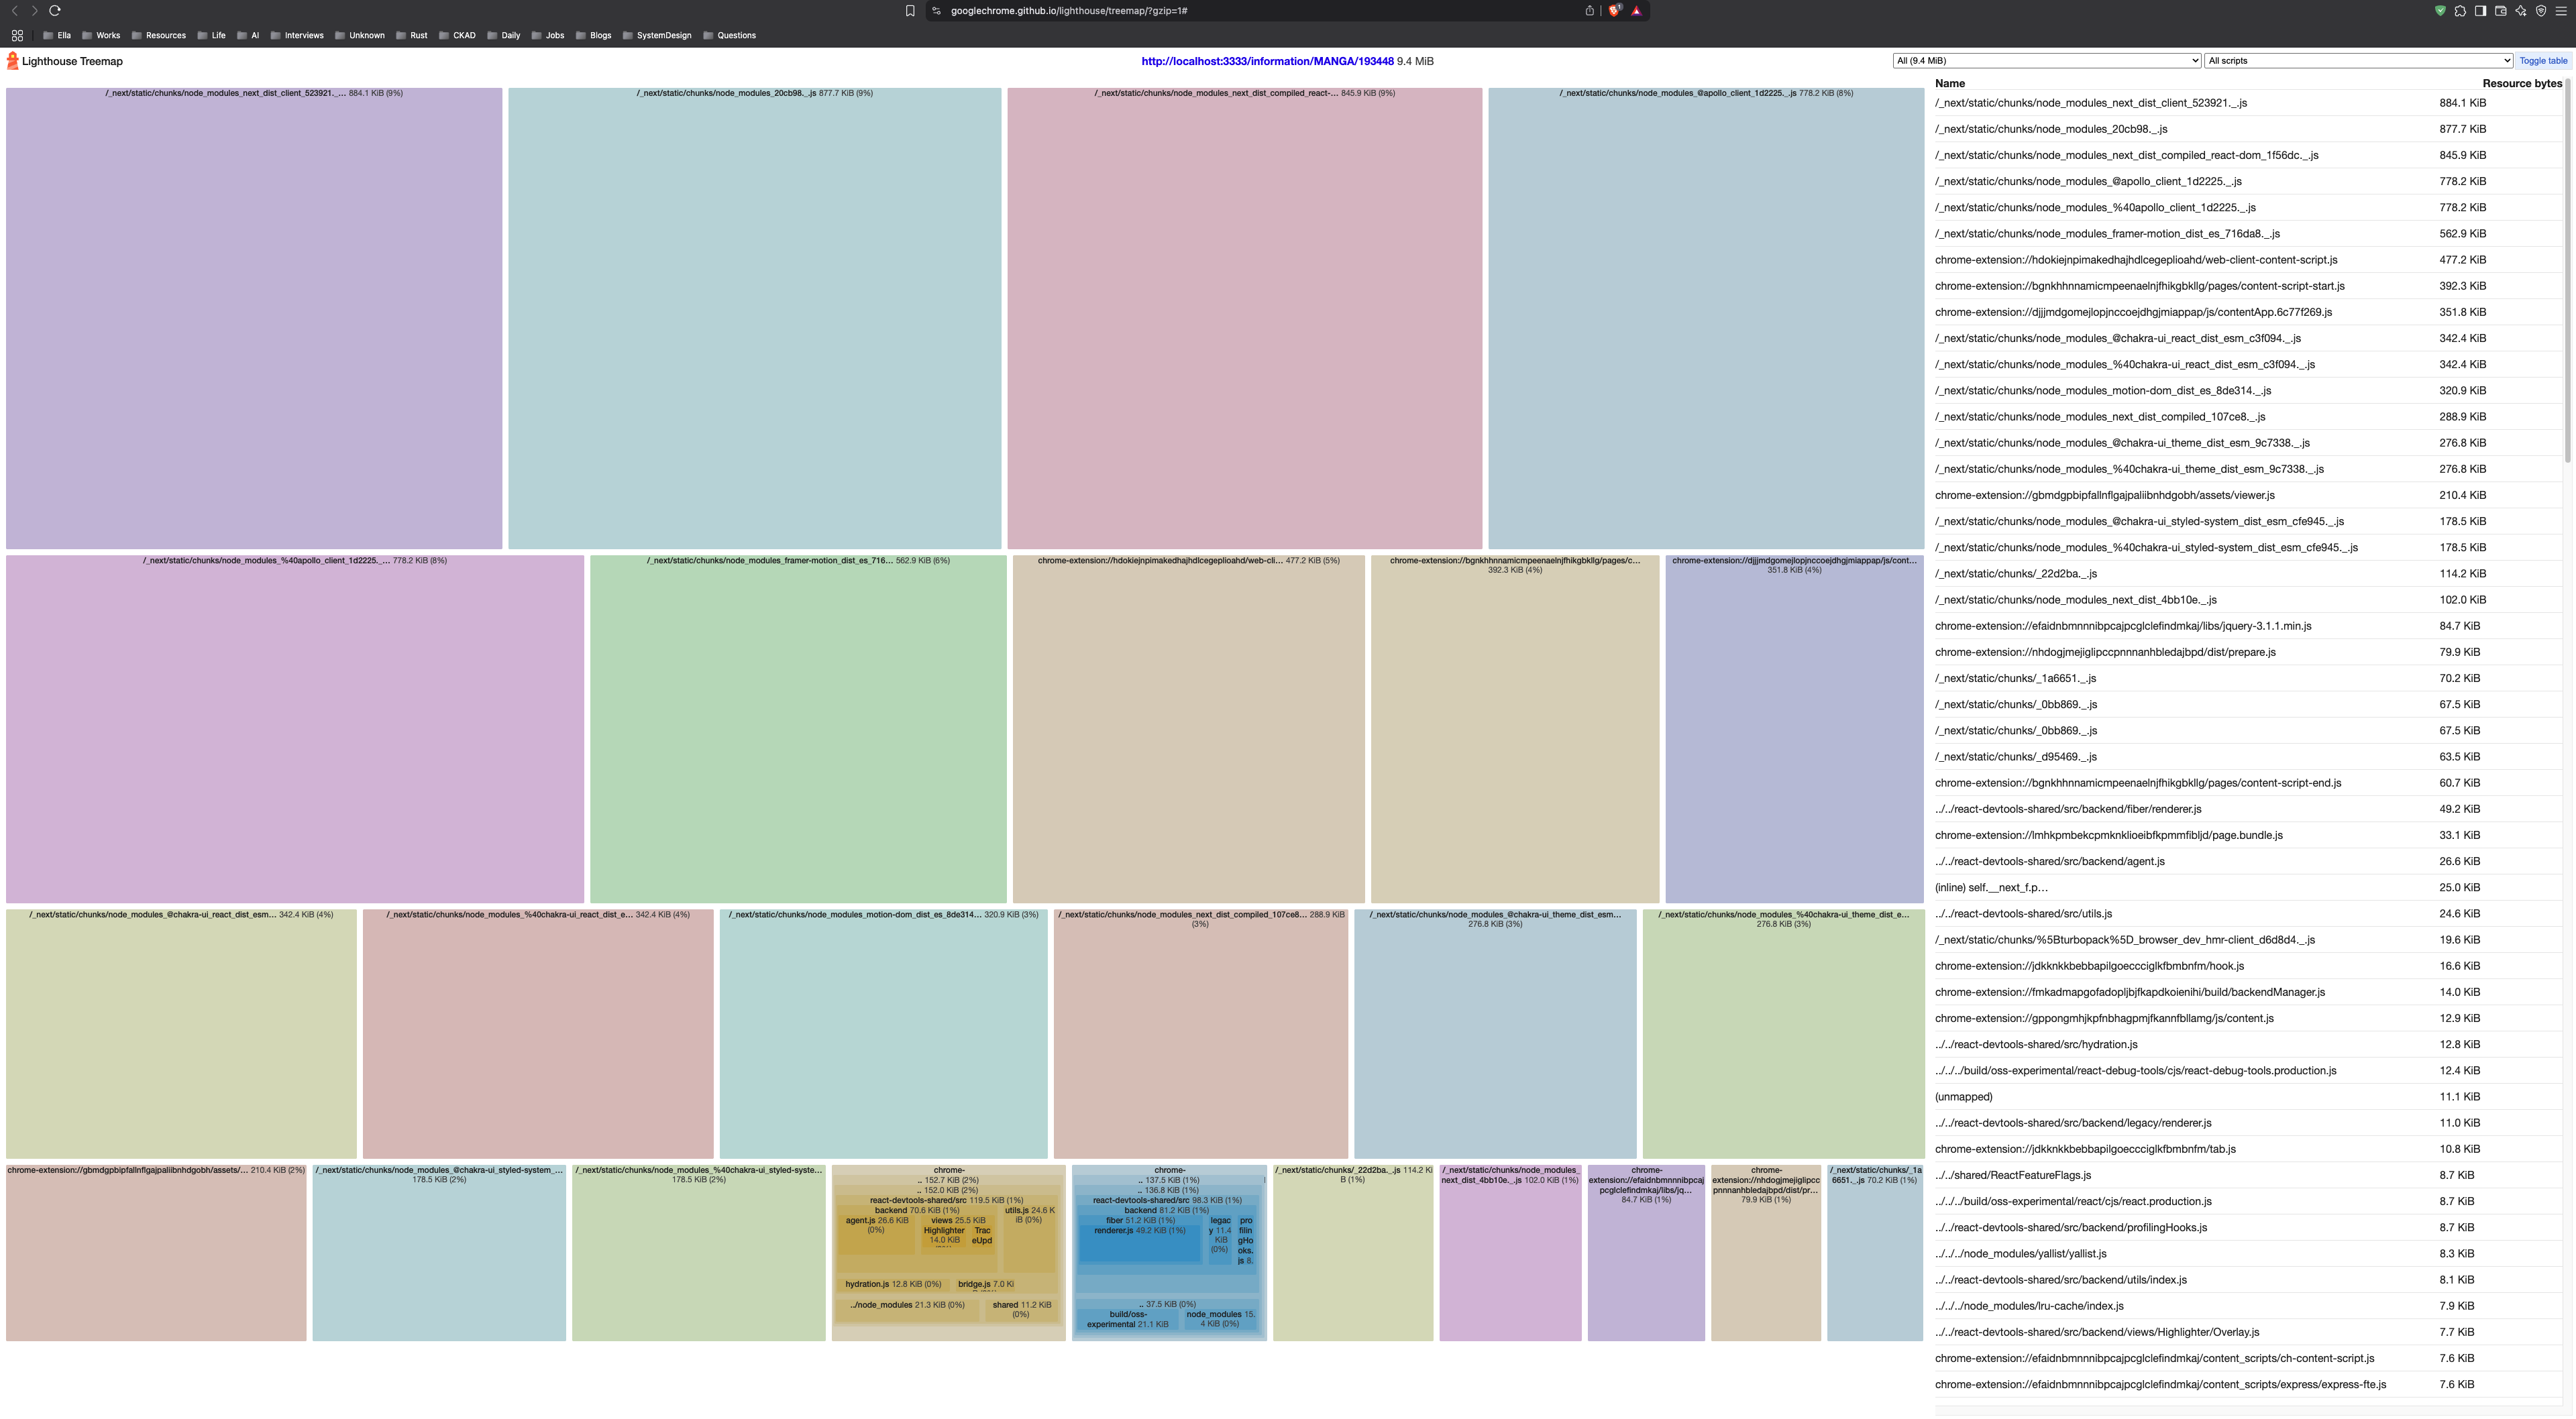 googlechrome.github.io/lighthouse/treemap/?gzip=1#
Ella Works Resources Life AI Interviews Unknown Rust CKAD Daily Jobs Blogs SystemDesign Questions
Lighthouse Treemap
http://localhost:3333/information/MANGA/193448 9.4 MiB
All (9.4 MiB)
All scripts
Toggle table
/_next/static/chunks/node_modules_next_dist_client_523921._... 884.1 KiB (9%)
/_next/static/chunks/node_modules_20cb98._.js 877.7 KiB (9%)
/_next/static/chunks/node_modules_next_dist_compiled_react-... 845.9 KiB (9%)
/_next/static/chunks/node_modules_@apollo_client_1d2225._.js 778.2 KiB (8%)
/_next/static/chunks/node_modules_%40apollo_client_1d2225._... 778.2 KiB (8%)
/_next/static/chunks/node_modules_framer-motion_dist_es_716... 562.9 KiB (6%)
chrome-extension://hdokiejnpimakedhajhdlcegeplioahd/web-cli... 477.2 KiB (5%)
chrome-extension://bgnkhhnnamicmpeenaelnjfhikgbkllg/pages/c...
392.3 KiB (4%)
chrome-extension://djjjmdgomejlopjnccoejdhgjmiappap/js/cont...
351.8 KiB (4%)
/_next/static/chunks/node_modules_@chakra-ui_react_dist_esm... 342.4 KiB (4%)
/_next/static/chunks/node_modules_%40chakra-ui_react_dist_e... 342.4 KiB (4%)
/_next/static/chunks/node_modules_motion-dom_dist_es_8de314... 320.9 KiB (3%)
/_next/static/chunks/node_modules_next_dist_compiled_107ce8... 288.9 KiB
(3%)
/_next/static/chunks/node_modules_@chakra-ui_theme_dist_esm...
276.8 KiB (3%)
/_next/static/chunks/node_modules_%40chakra-ui_theme_dist_e...
276.8 KiB (3%)
chrome-extension://gbmdgpbipfallnflgajpaliibnhdgobh/assets/... 210.4 KiB (2%)
/_next/static/chunks/node_modules_@chakra-ui_styled-system_...
178.5 KiB (2%)
/_next/static/chunks/node_modules_%40chakra-ui_styled-syste...
178.5 KiB (2%)
chrome-
.. 152.7 KiB (2%)
.. 152.0 KiB (2%)
react-devtools-shared/src 119.5 KiB (1%)
backend 70.6 KiB (1%)
agent.js 26.6 KiB
(0%)
views 25.5 KiB
Highlighter
14.0 KiB
Trac
eUpd
utils.js 24.6 K
iB (0%)
hydration.js 12.8 KiB (0%)
bridge.js 7.0 Ki
../node_modules 21.3 KiB (0%)
shared 11.2 KiB
(0%)
chrome-
.. 137.5 KiB (1%)
.. 136.8 KiB (1%)
react-devtools-shared/src 98.3 KiB (1%)
backend 81.2 KiB (1%)
fiber 51.2 KiB (1%)
renderer.js 49.2 KiB (1%)
legac
y 11.4
KiB
(0%)
pro
filin
gHo
oks.
js 8.
.. 37.5 KiB (0%)
build/oss-
experimental 21.1 KiB
node_modules 15.
4 KiB (0%)
/_next/static/chunks/_22d2ba._.js 114.2 Ki
B (1%)
/_next/static/chunks/node_modules_
next_dist_4bb10e._.js 102.0 KiB (1%)
chrome-
extension://efaidnbmnnnibpcaj
pcglclefindmkaj/libs/jq...
84.7 KiB (1%)
chrome-
extension://nhdogjmejiglipcc
pnnnanhbledajbpd/dist/pr...
79.9 KiB (1%)
/_next/static/chunks/_1a
6651._.js 70.2 KiB (1%)
Name Resource bytes
/_next/static/chunks/node_modules_next_dist_client_523921._.js 884.1 KiB
/_next/static/chunks/node_modules_20cb98._.js 877.7 KiB
/_next/static/chunks/node_modules_next_dist_compiled_react-dom_1f56dc._.js 845.9 KiB
/_next/static/chunks/node_modules_@apollo_client_1d2225._.js 778.2 KiB
/_next/static/chunks/node_modules_%40apollo_client_1d2225._.js 778.2 KiB
/_next/static/chunks/node_modules_framer-motion_dist_es_716da8._.js 562.9 KiB
chrome-extension://hdokiejnpimakedhajhdlcegeplioahd/web-client-content-script.js 477.2 KiB
chrome-extension://bgnkhhnnamicmpeenaelnjfhikgbkllg/pages/content-script-start.js 392.3 KiB
chrome-extension://djjjmdgomejlopjnccoejdhgjmiappap/js/contentApp.6c77f269.js 351.8 KiB
/_next/static/chunks/node_modules_@chakra-ui_react_dist_esm_c3f094._.js 342.4 KiB
/_next/static/chunks/node_modules_%40chakra-ui_react_dist_esm_c3f094._.js 342.4 KiB
/_next/static/chunks/node_modules_motion-dom_dist_es_8de314._.js 320.9 KiB
/_next/static/chunks/node_modules_next_dist_compiled_107ce8._.js 288.9 KiB
/_next/static/chunks/node_modules_@chakra-ui_theme_dist_esm_9c7338._.js 276.8 KiB
/_next/static/chunks/node_modules_%40chakra-ui_theme_dist_esm_9c7338._.js 276.8 KiB
chrome-extension://gbmdgpbipfallnflgajpaliibnhdgobh/assets/viewer.js 210.4 KiB
/_next/static/chunks/node_modules_@chakra-ui_styled-system_dist_esm_cfe945._.js 178.5 KiB
/_next/static/chunks/node_modules_%40chakra-ui_styled-system_dist_esm_cfe945._.js 178.5 KiB
/_next/static/chunks/_22d2ba._.js 114.2 KiB
/_next/static/chunks/node_modules_next_dist_4bb10e._.js 102.0 KiB
chrome-extension://efaidnbmnnnibpcajpcglclefindmkaj/libs/jquery-3.1.1.min.js 84.7 KiB
chrome-extension://nhdogjmejiglipccpnnnanhbledajbpd/dist/prepare.js 79.9 KiB
/_next/static/chunks/_1a6651._.js 70.2 KiB
/_next/static/chunks/_0bb869._.js 67.5 KiB
/_next/static/chunks/_0bb869._.js 67.5 KiB
/_next/static/chunks/_d95469._.js 63.5 KiB
chrome-extension://bgnkhhnnamicmpeenaelnjfhikgbkllg/pages/content-script-end.js 60.7 KiB
../../react-devtools-shared/src/backend/fiber/renderer.js 49.2 KiB
chrome-extension://lmhkpmbekcpmknklioeibfkpmmfibljd/page.bundle.js 33.1 KiB
../../react-devtools-shared/src/backend/agent.js 26.6 KiB
(inline) self.__next_f.p… 25.0 KiB
../../react-devtools-shared/src/utils.js 24.6 KiB
/_next/static/chunks/%5Bturbopack%5D_browser_dev_hmr-client_d6d8d4._.js 19.6 KiB
chrome-extension://jdkknkkbebbapilgoeccciglkfbmbnfm/hook.js 16.6 KiB
chrome-extension://fmkadmapgofadopljbjfkapdkoienihi/build/backendManager.js 14.0 KiB
chrome-extension://gppongmhjkpfnbhagpmjfkannfbllamg/js/content.js 12.9 KiB
../../react-devtools-shared/src/hydration.js 12.8 KiB
../../../build/oss-experimental/react-debug-tools/cjs/react-debug-tools.production.js 12.4 KiB
(unmapped) 11.1 KiB
../../react-devtools-shared/src/backend/legacy/renderer.js 11.0 KiB
chrome-extension://jdkknkkbebbapilgoeccciglkfbmbnfm/tab.js 10.8 KiB
../../shared/ReactFeatureFlags.js 8.7 KiB
../../../build/oss-experimental/react/cjs/react.production.js 8.7 KiB
../../react-devtools-shared/src/backend/profilingHooks.js 8.7 KiB
../../../node_modules/yallist/yallist.js 8.3 KiB
../../react-devtools-shared/src/backend/utils/index.js 8.1 KiB
../../../node_modules/lru-cache/index.js 7.9 KiB
../../react-devtools-shared/src/backend/views/Highlighter/Overlay.js 7.7 KiB
chrome-extension://efaidnbmnnnibpcajpcglclefindmkaj/content_scripts/ch-content-script.js 7.6 KiB
chrome-extension://efaidnbmnnnibpcajpcglclefindmkaj/content_scripts/express/express-fte.js 7.6 KiB